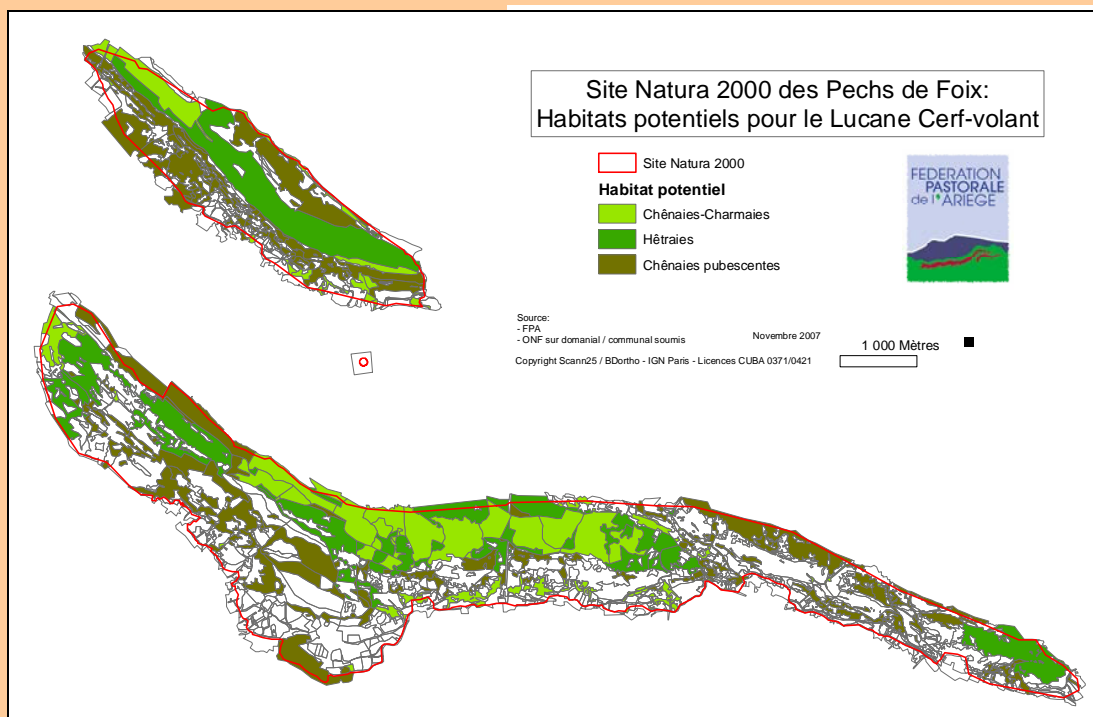 Site Natura 2000 des Pechs de Foix:
Habitats potentiels pour le Lucane Cerf-volant
Site Natura 2000
Habitat potentiel
Chênaies-Charmaies
Hêtraies
Chênaies pubescentes
FEDERATION
PASTORALE
de l'ARIEGE
Source:
- FPA
- ONF sur domanial / communal soumis
Novembre 2007
1 000 Mètres
Copyright Scann25 / BDortho - IGN Paris - Licences CUBA 0371/0421